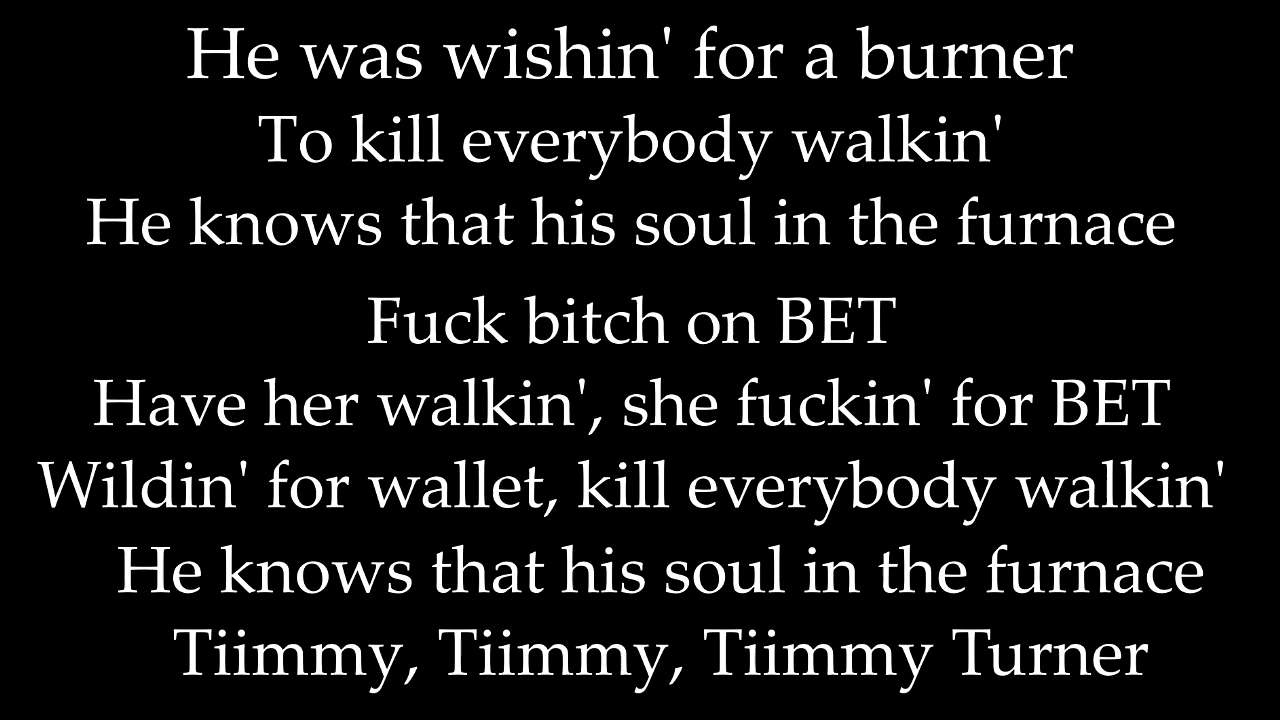 He was wishin' for a burner
To kill everybody walkin'
He knows that his soul in the furnace
Fuck bitch on BET
Have her walkin', she fuckin' for BET
Wildin' for wallet, kill everybody walkin'
He knows that his soul in the furnace
Tiimmy, Tiimmy, Tiimmy Turner